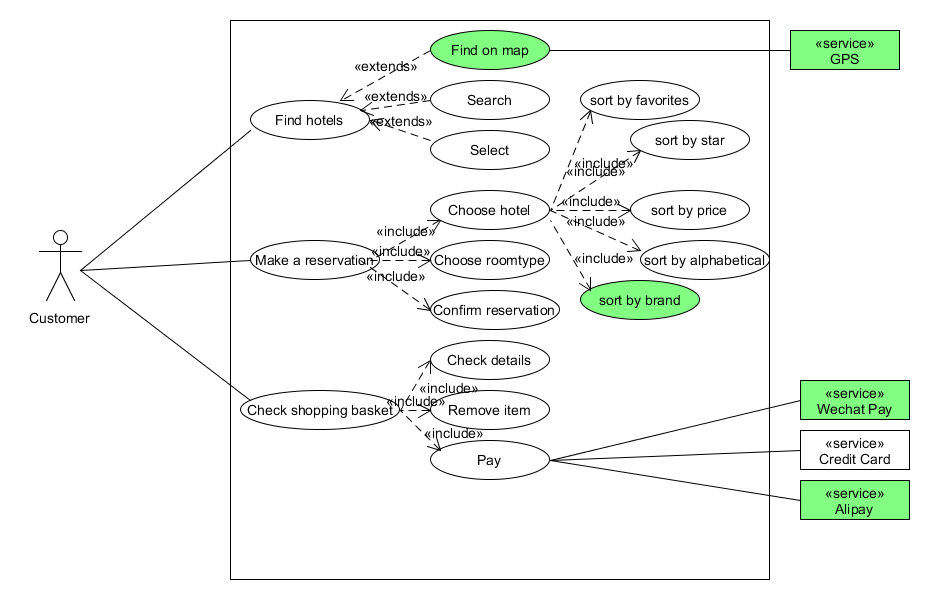 Find on map
«service»
GPS
«extends»
«extends»
Search
sort by favorites
Find hotels
«extends»
Select
sort by star
«include»
«include»
Choose hotel
«include»
sort by price
«include»
«include»
Make a reservation
«include»
Choose roomtype
«include»
sort by alphabetical
«include»
Confirm reservation
sort by brand
Customer
Check details
«include»
«include»
Check shopping basket
Remove item
«include»
Pay
«service»
Wechat Pay
«service»
Credit Card
«service»
Alipay